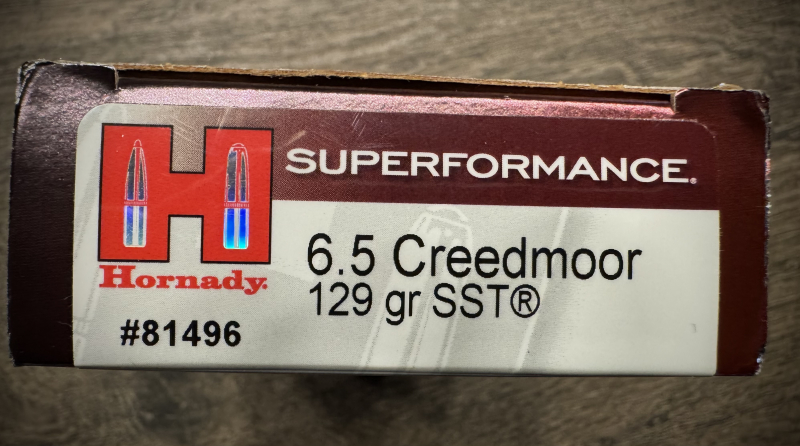 SUPERFORMANCE®
H
Hornady®
6.5 Creedmoor
129 gr SST®
#81496